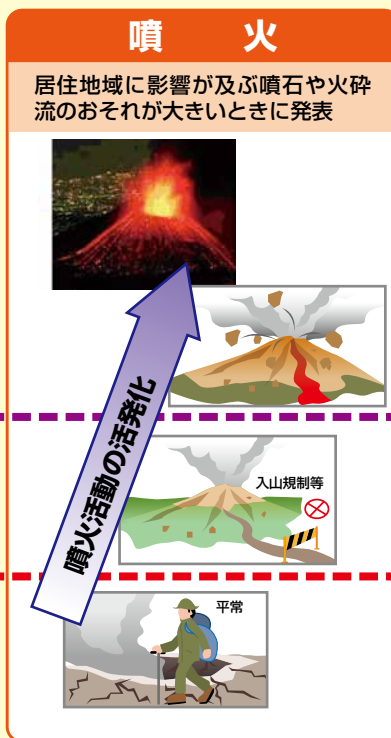 噴 火
居住地域に影響が及ぶ噴石や火砕
流のおそれが大きいときに発表
噴火活動の活発化
入山規制等
平常